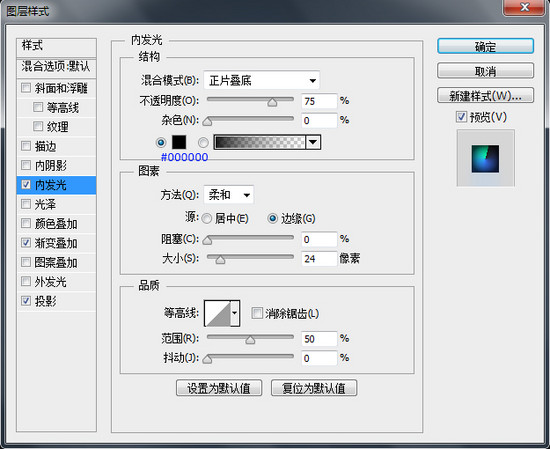 图层样式
样式
混合选项:默认
斜面和浮雕
等高线
纹理
描边
内阴影
内发光
光泽
颜色叠加
渐变叠加
图案叠加
外发光
投影
内发光
结构
混合模式(B): 正片叠底
不透明度(O): 75 %
杂色(N): 0 %
#000000
图素
方法(Q): 柔和
源: 居中(E) 边缘(G)
阻塞(C): 0 %
大小(S): 24 像素
品质
等高线: 消除锯齿(L)
范围(R): 50 %
抖动(J): 0 %
设置为默认值 复位为默认值
确定
取消
新建样式(W)...
预览(V)